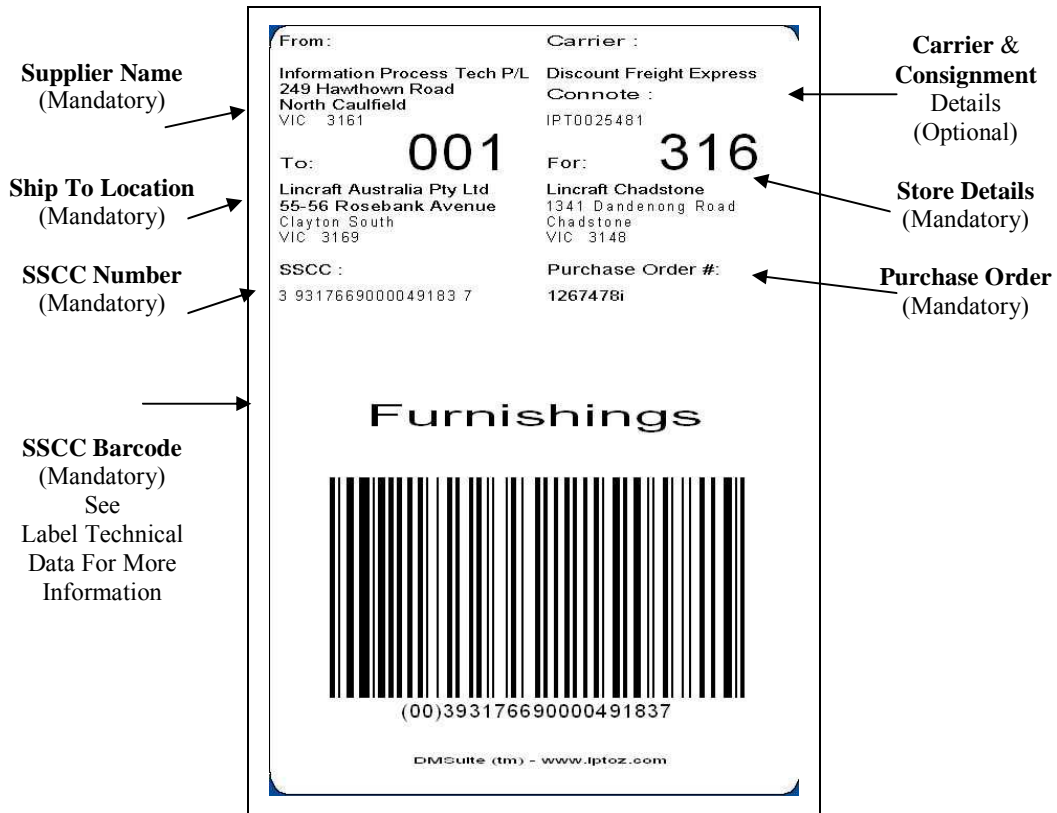 Supplier Name
(Mandatory)
Ship To Location
(Mandatory)
SSCC Number
(Mandatory)
SSCC Barcode
(Mandatory)
See
Label Technical
Data For More
Information
From:
Information Process Tech P/L
249 Hawthown Road
North Caulfield
VIC 3161
To:
001
Lincraft Australia Pty Ltd
55-56 Rosebank Avenue
Clayton South
VIC 3169
SSCC :
3 9317669000049183 7
Carrier :
Discount Freight Express
Connote :
IPT0025481
For:
316
Lincraft Chadstone
1341 Dandenong Road
Chadstone
VIC 3148
Purchase Order #:
1267478i
Furnishings
(00)393176690000491837
DMSuite (tm) - www.iptoz.com
Carrier &
Consignment
Details
(Optional)
Store Details
(Mandatory)
Purchase Order
(Mandatory)